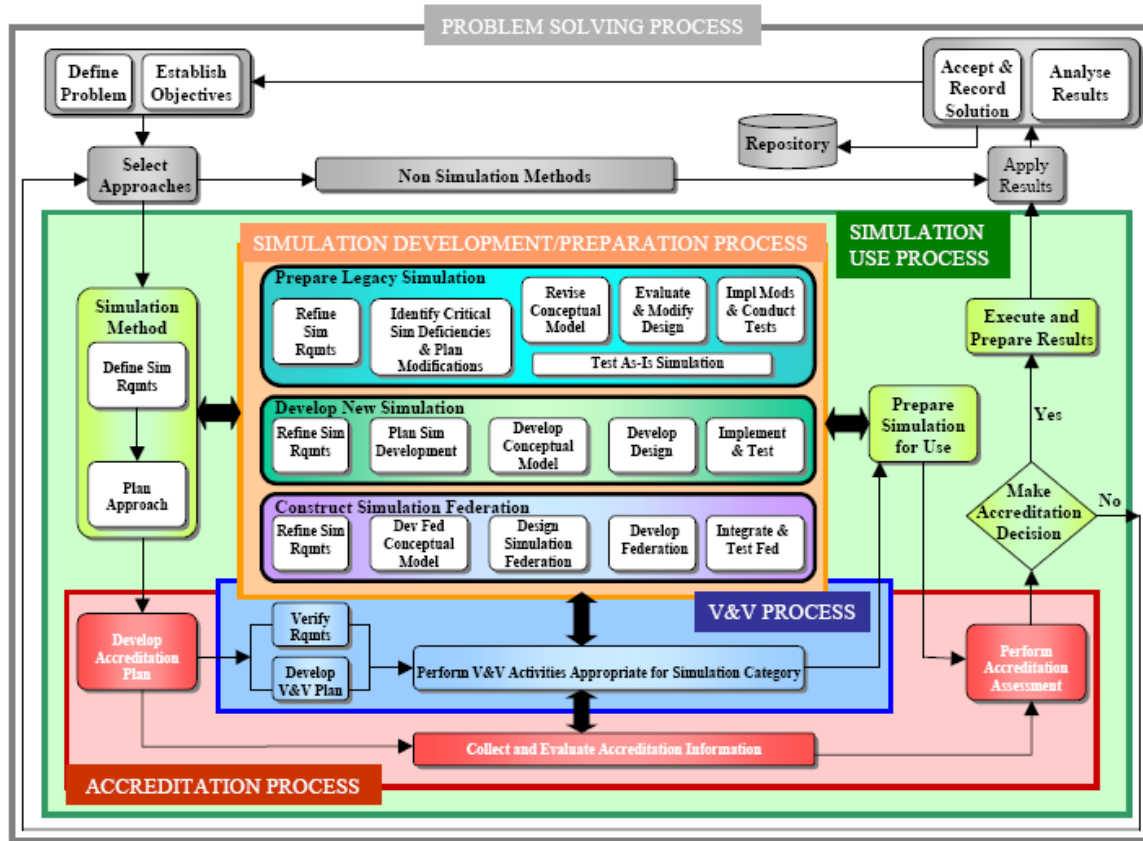 PROBLEM SOLVING PROCESS
Define
Problem
Establish
Objectives
Accept &
Record
Solution
Analyse
Results
Repository
Select
Approaches
Non Simulation Methods
Apply
Results
SIMULATION DEVELOPMENT/PREPARATION PROCESS
SIMULATION
USE PROCESS
Prepare Legacy Simulation
Refine
Sim
Rqmts
Identify Critical
Sim Deficiencies
& Plan
Modifications
Revise
Conceptual
Model
Evaluate
& Modify
Design
Impl Mods
& Conduct
Tests
Test As-Is Simulation
Simulation
Method
Define Sim
Rqmts
Plan
Approach
Execute and
Prepare Results
Develop New Simulation
Refine Sim
Rqmts
Plan Sim
Development
Develop
Conceptual
Model
Develop
Design
Implement
& Test
Prepare
Simulation
for Use
Yes
Make
Accreditation
Decision
No
Construct Simulation Federation
Refine Sim
Rqmts
Dev Fed
Conceptual
Model
Design
Simulation
Federation
Develop
Federation
Integrate &
Test Fed
V&V PROCESS
Develop
Accreditation
Plan
Verify
Rqmts
Develop
V&V Plan
Perform V&V Activities Appropriate for Simulation Category
Perform
Accreditation
Assessment
Collect and Evaluate Accreditation Information
ACCREDITATION PROCESS